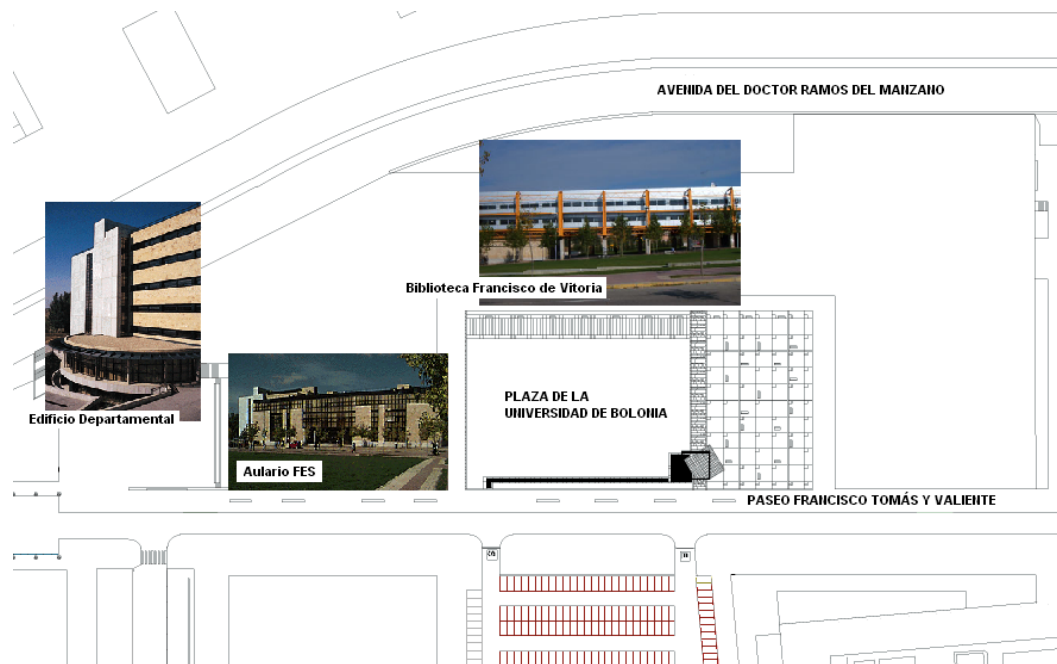 AVENIDA DEL DOCTOR RAMOS DEL MANZANO
Biblioteca Francisco de Vitoria
PLAZA DE LA
UNIVERSIDAD DE BOLONIA
Edificio Departamental
Aulario FES
PASEO FRANCISCO TOMÁS Y VALIENTE